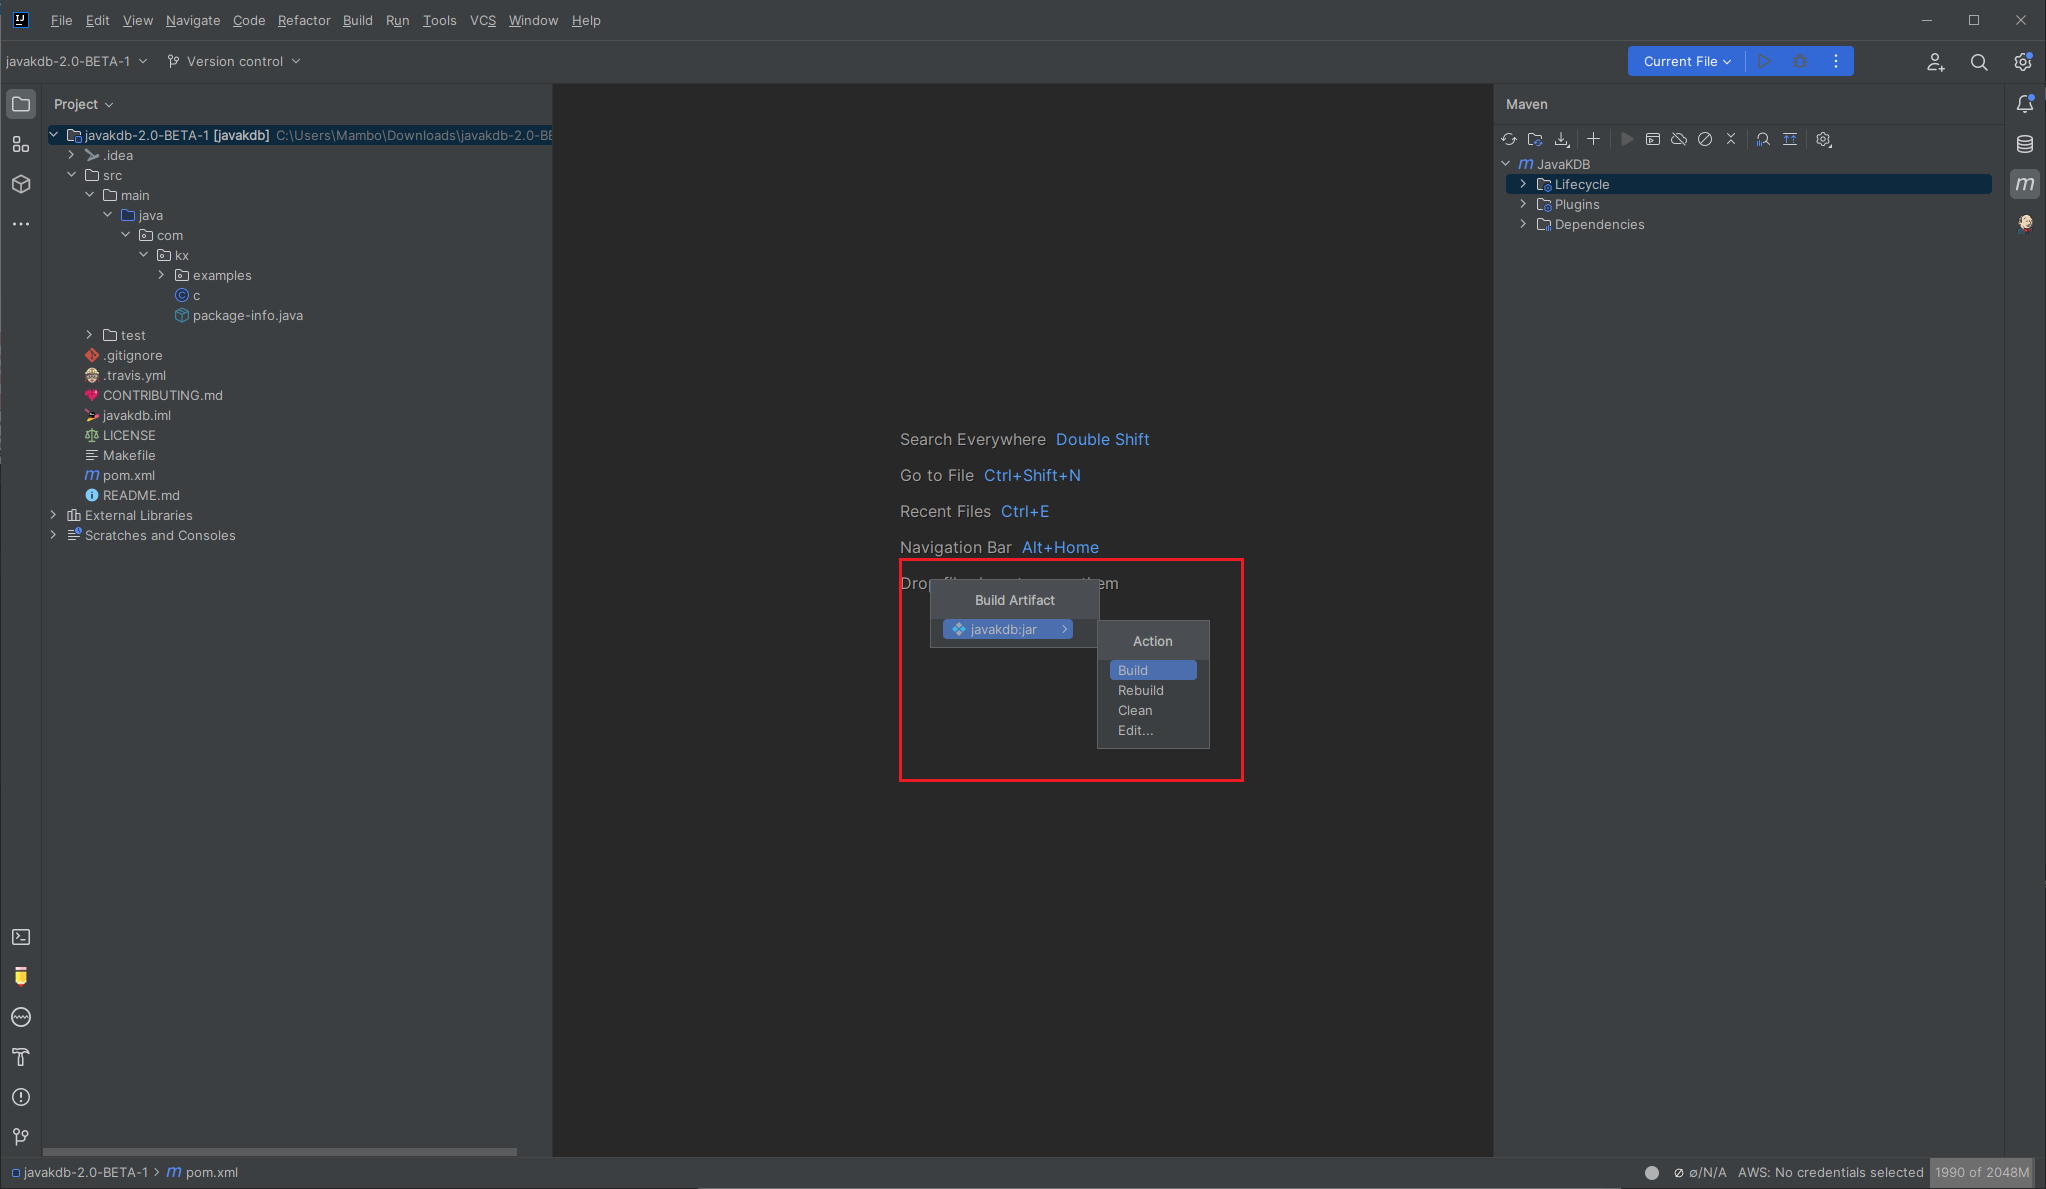 File Edit View Navigate Code Refactor Build Run Tools VCS Window Help
javakdb-2.0-BETA-1 Version control Current File
Project
javakdb-2.0-BETA-1 [javakdb] C:\Users\Mambo\Downloads\javakdb-2.0-BE
.idea
src
main
java
com
kx
examples
c
package-info.java
test
.gitignore
.travis.yml
CONTRIBUTING.md
javakdb.iml
LICENSE
Makefile
pom.xml
README.md
External Libraries
Scratches and Consoles
Search Everywhere Double Shift
Go to File Ctrl+Shift+N
Recent Files Ctrl+E
Navigation Bar Alt+Home
Build Artifact
javakdb:jar
Action
Build
Rebuild
Clean
Edit...
Maven
JavaKDB
Lifecycle
Plugins
Dependencies
javakdb-2.0-BETA-1 > pom.xml
ø/N/A AWS: No credentials selected 1990 of 2048M